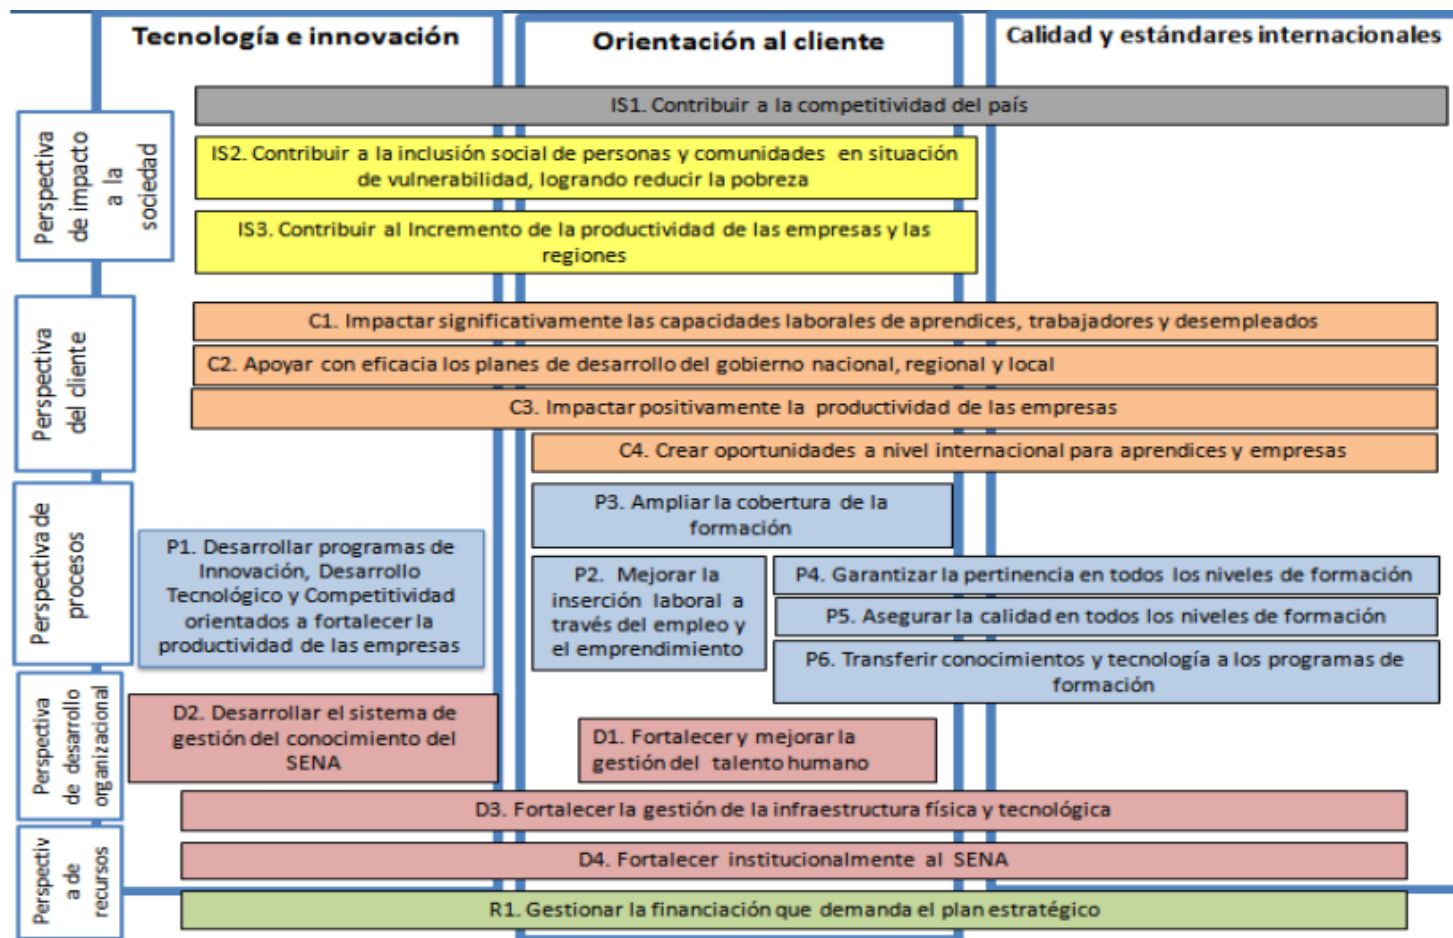 Tecnología e innovación
Orientación al cliente
Calidad y estándares internacionales
Perspectiva
de impacto
a la
sociedad
IS1. Contribuir a la competitividad del país
IS2. Contribuir a la inclusión social de personas y comunidades en situación
de vulnerabilidad, logrando reducir la pobreza
IS3. Contribuir al Incremento de la productividad de las empresas y las
regiones
Perspectiva
del cliente
C1. Impactar significativamente las capacidades laborales de aprendices, trabajadores y desempleados
C2. Apoyar con eficacia los planes de desarrollo del gobierno nacional, regional y local
C3. Impactar positivamente la productividad de las empresas
C4. Crear oportunidades a nivel internacional para aprendices y empresas
Perspectiva de
procesos
P1. Desarrollar programas de
Innovación, Desarrollo
Tecnológico y Competitividad
orientados a fortalecer la
productividad de las empresas
P3. Ampliar la cobertura de la
formación
P2. Mejorar la
inserción laboral a
través del empleo y
el emprendimiento
P4. Garantizar la pertinencia en todos los niveles de formación
P5. Asegurar la calidad en todos los niveles de formación
P6. Transferir conocimientos y tecnología a los programas de
formación
Perspectiva
de desarrollo
organizacional
D2. Desarrollar el sistema de
gestión del conocimiento del
SENA
D1. Fortalecer y mejorar la
gestión del talento humano
D3. Fortalecer la gestión de la infraestructura física y tecnológica
Perspectiv
a de
recursos
D4. Fortalecer institucionalmente al SENA
R1. Gestionar la financiación que demanda el plan estratégico